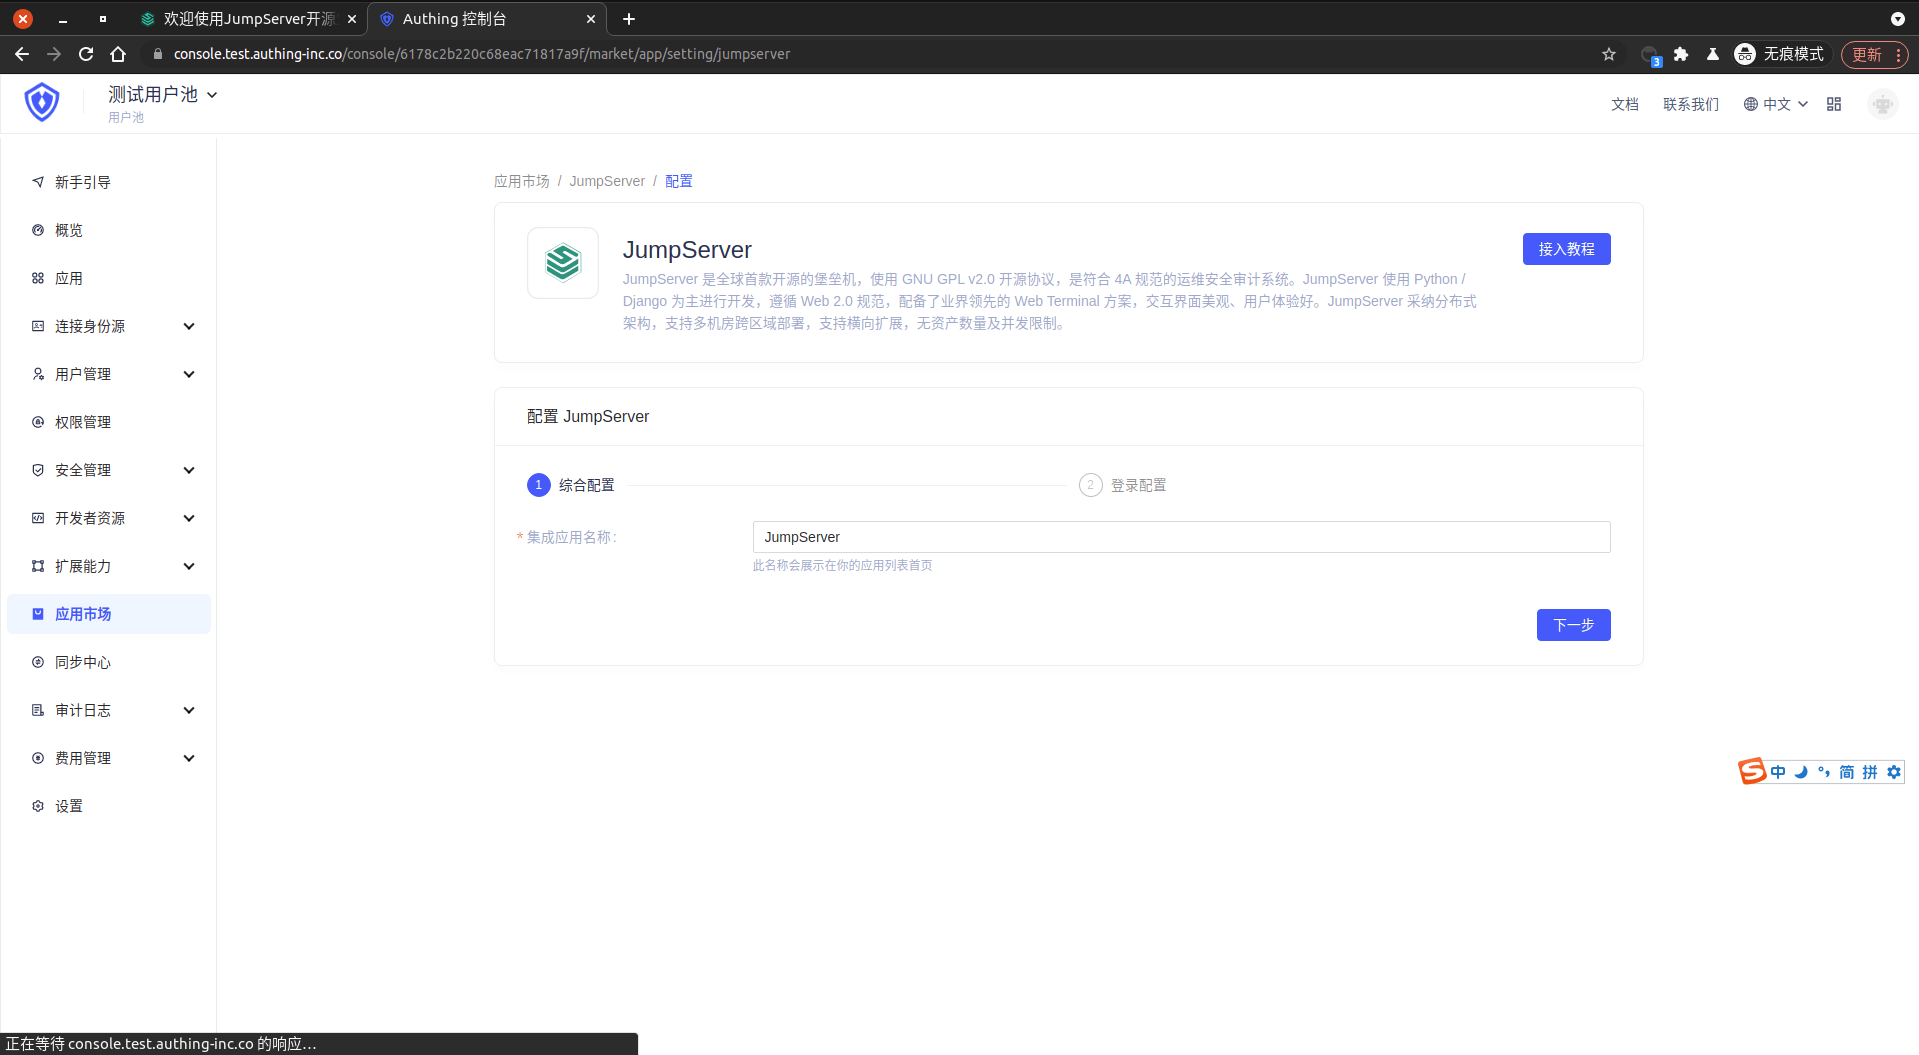 欢迎使用JumpServer开源
Authing 控制台
console.test.authing-inc.co/console/6178c2b220c68eac71817a9f/market/app/setting/jumpserver
3
无痕模式
更新
测试用户池
用户池
文档
联系我们
中文
新手引导
概览
应用
连接身份源
用户管理
权限管理
安全管理
开发者资源
扩展能力
应用市场
同步中心
审计日志
费用管理
设置
应用市场 / JumpServer / 配置
JumpServer
接入教程
JumpServer 是全球首款开源的堡垒机，使用 GNU GPL v2.0 开源协议，是符合 4A 规范的运维安全审计系统。JumpServer 使用 Python /
Django 为主进行开发，遵循 Web 2.0 规范，配备了业界领先的 Web Terminal 方案，交互界面美观、用户体验好。JumpServer 采纳分布式
架构，支持多机房跨区域部署，支持横向扩展，无资产数量及并发限制。
配置 JumpServer
1 综合配置
2 登录配置
* 集成应用名称:
JumpServer
此名称会展示在你的应用列表首页
下一步
S 中 简 拼
正在等待 console.test.authing-inc.co 的响应...